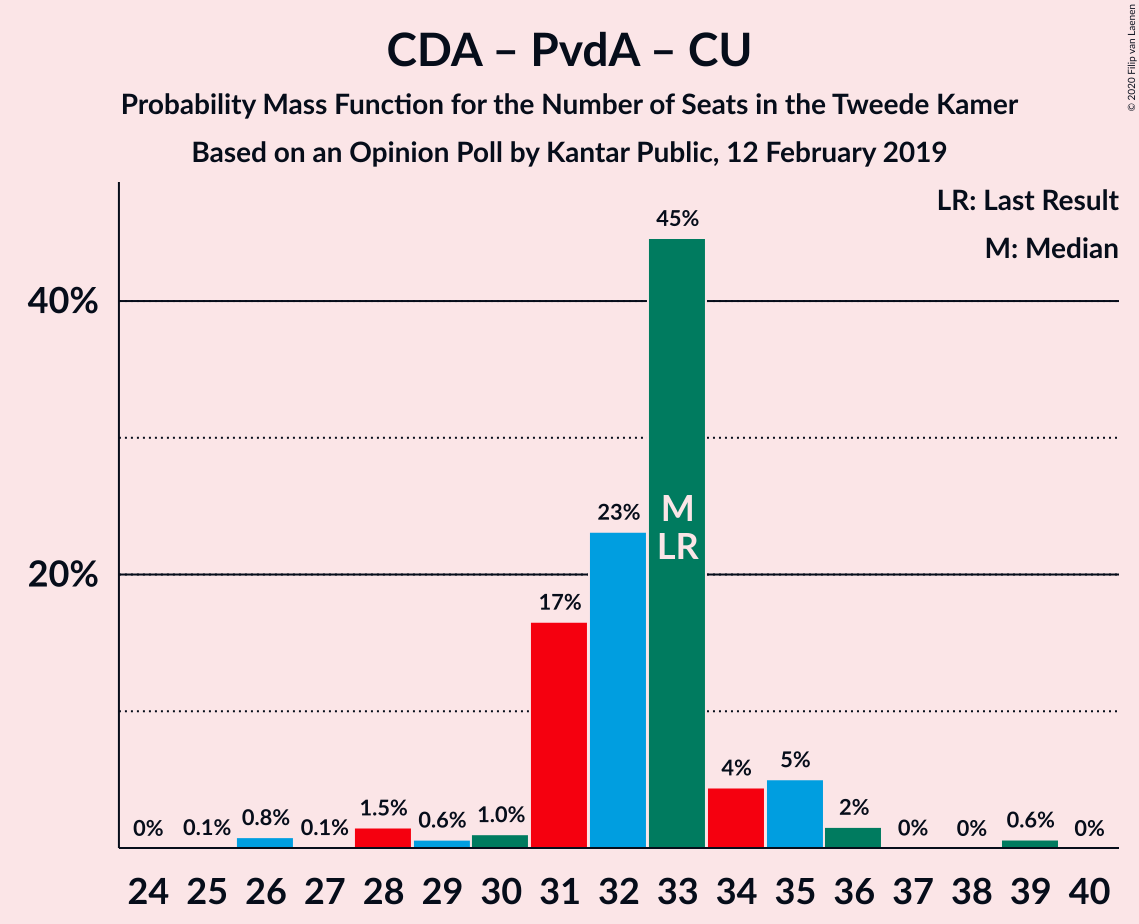 CDA – PvdA – CU
Probability Mass Function for the Number of Seats in the Tweede Kamer
Based on an Opinion Poll by Kantar Public, 12 February 2019
© 2020 Filip van Laenen
LR: Last Result
M: Median
40%
20%
0%
0.1%
0.8%
0.1%
1.5%
0.6%
1.0%
17%
23%
45%
M
LR
4%
5%
2%
0%
0%
0.6%
0%
24 25 26 27 28 29 30 31 32 33 34 35 36 37 38 39 40